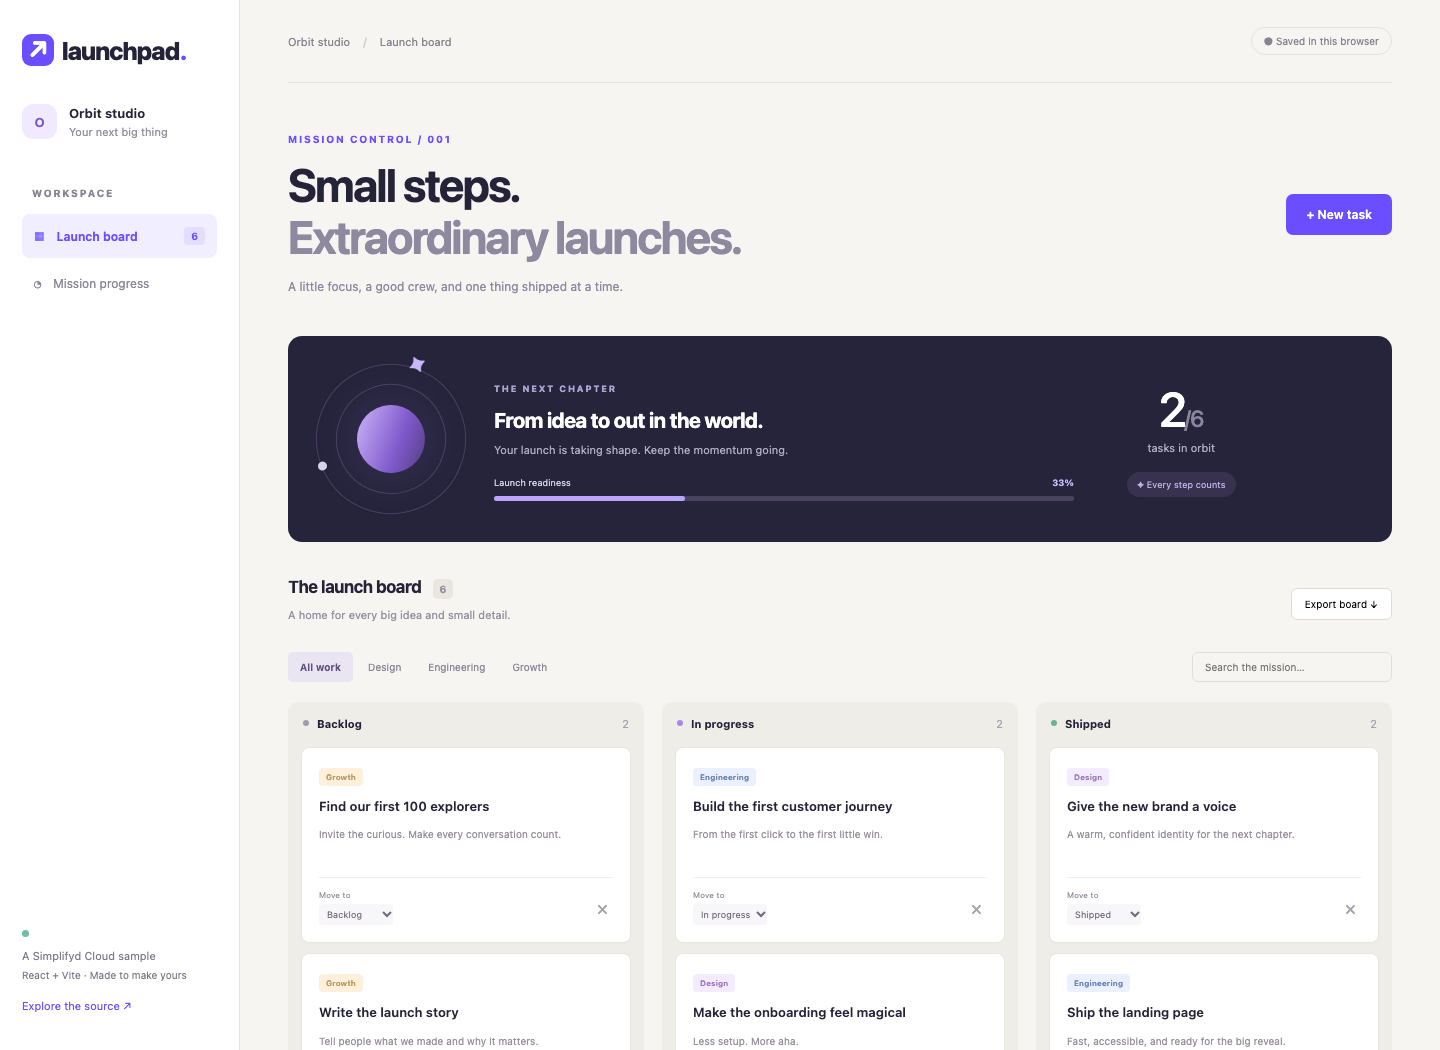 launchpad.
O
Orbit studio
Your next big thing
WORKSPACE
Launch board 6
Mission progress
A Simplifyd Cloud sample
React + Vite · Made to make yours
Explore the source ↗
Orbit studio / Launch board
Saved in this browser
MISSION CONTROL / 001
Small steps.
Extraordinary launches.
A little focus, a good crew, and one thing shipped at a time.
+ New task
THE NEXT CHAPTER
From idea to out in the world.
Your launch is taking shape. Keep the momentum going.
Launch readiness 33%
2/6
tasks in orbit
✦ Every step counts
The launch board 6
A home for every big idea and small detail.
Export board ↓
All work Design Engineering Growth
Search the mission...
Backlog 2
Growth
Find our first 100 explorers
Invite the curious. Make every conversation count.
Move to
Backlog
×
Growth
Write the launch story
Tell people what we made and why it matters.
In progress 2
Engineering
Build the first customer journey
From the first click to the first little win.
Move to
In progress
×
Design
Make the onboarding feel magical
Less setup. More aha.
Shipped 2
Design
Give the new brand a voice
A warm, confident identity for the next chapter.
Move to
Shipped
×
Engineering
Ship the landing page
Fast, accessible, and ready for the big reveal.